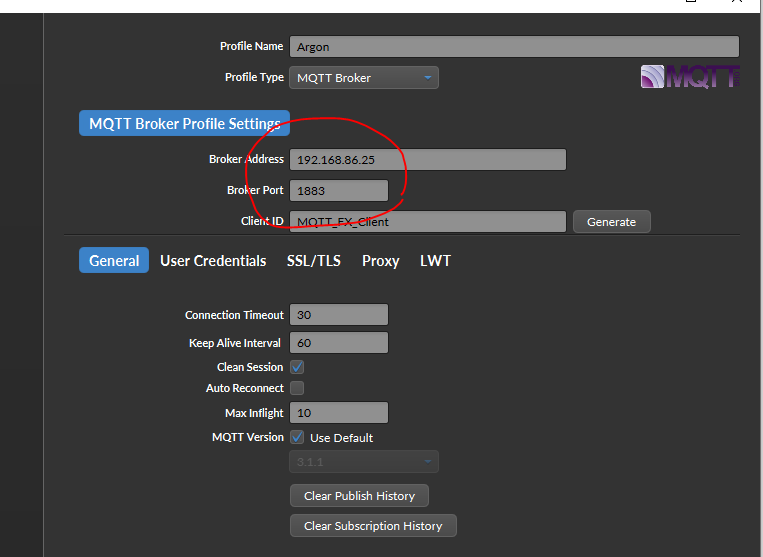 Profile Name Argon
Profile Type MQTT Broker
MQTT
MQTT Broker Profile Settings
Broker Address 192.168.86.25
Broker Port 1883
Client ID MQTT_FX_Client Generate
General User Credentials SSL/TLS Proxy LWT
Connection Timeout 30
Keep Alive Interval 60
Clean Session
Auto Reconnect
Max Inflight 10
MQTT Version Use Default
3.1.1
Clear Publish History
Clear Subscription History